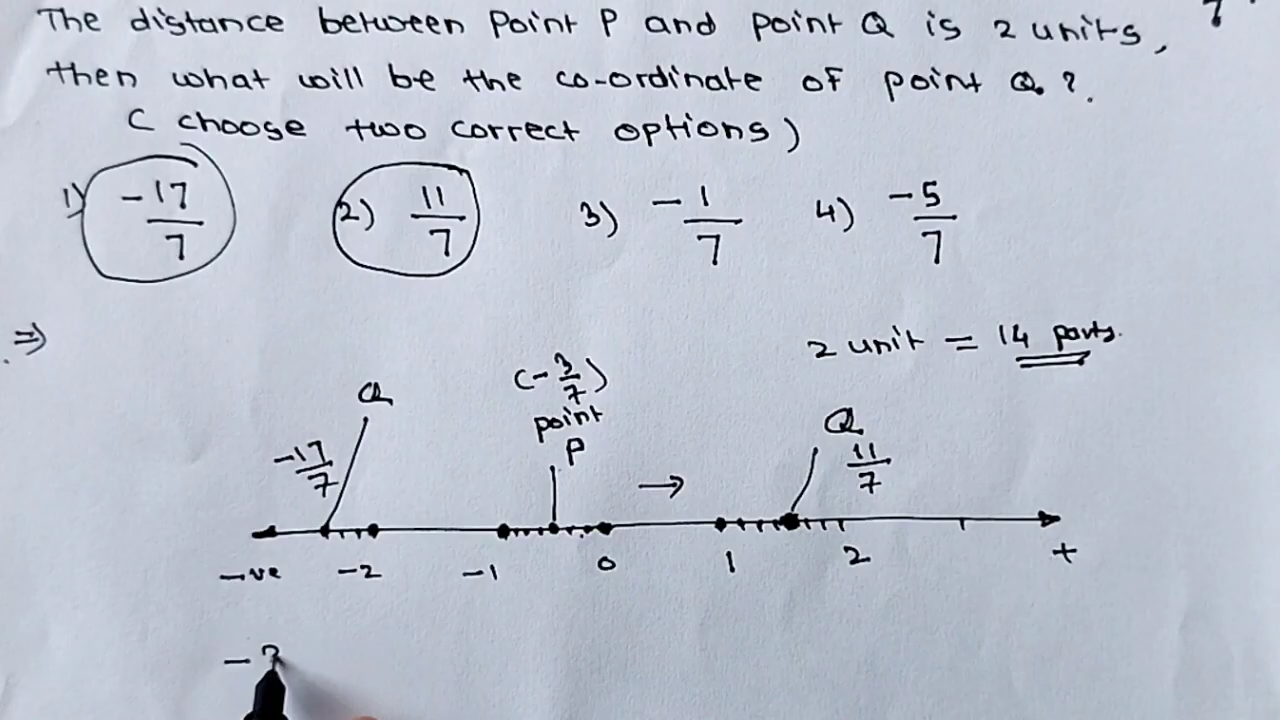 7
The distance between point P and point Q is 2 units,
then what will be the co-ordinate of point Q ?.
( choose two correct options)
1) -17/7 2) 11/7 3) -1/7 4) -5/7
⇒ 2 unit = 14 parts.
(-3/7)
Q point Q
-17/7 P → 11/7
-ve -2 -1 0 1 2 +
-3